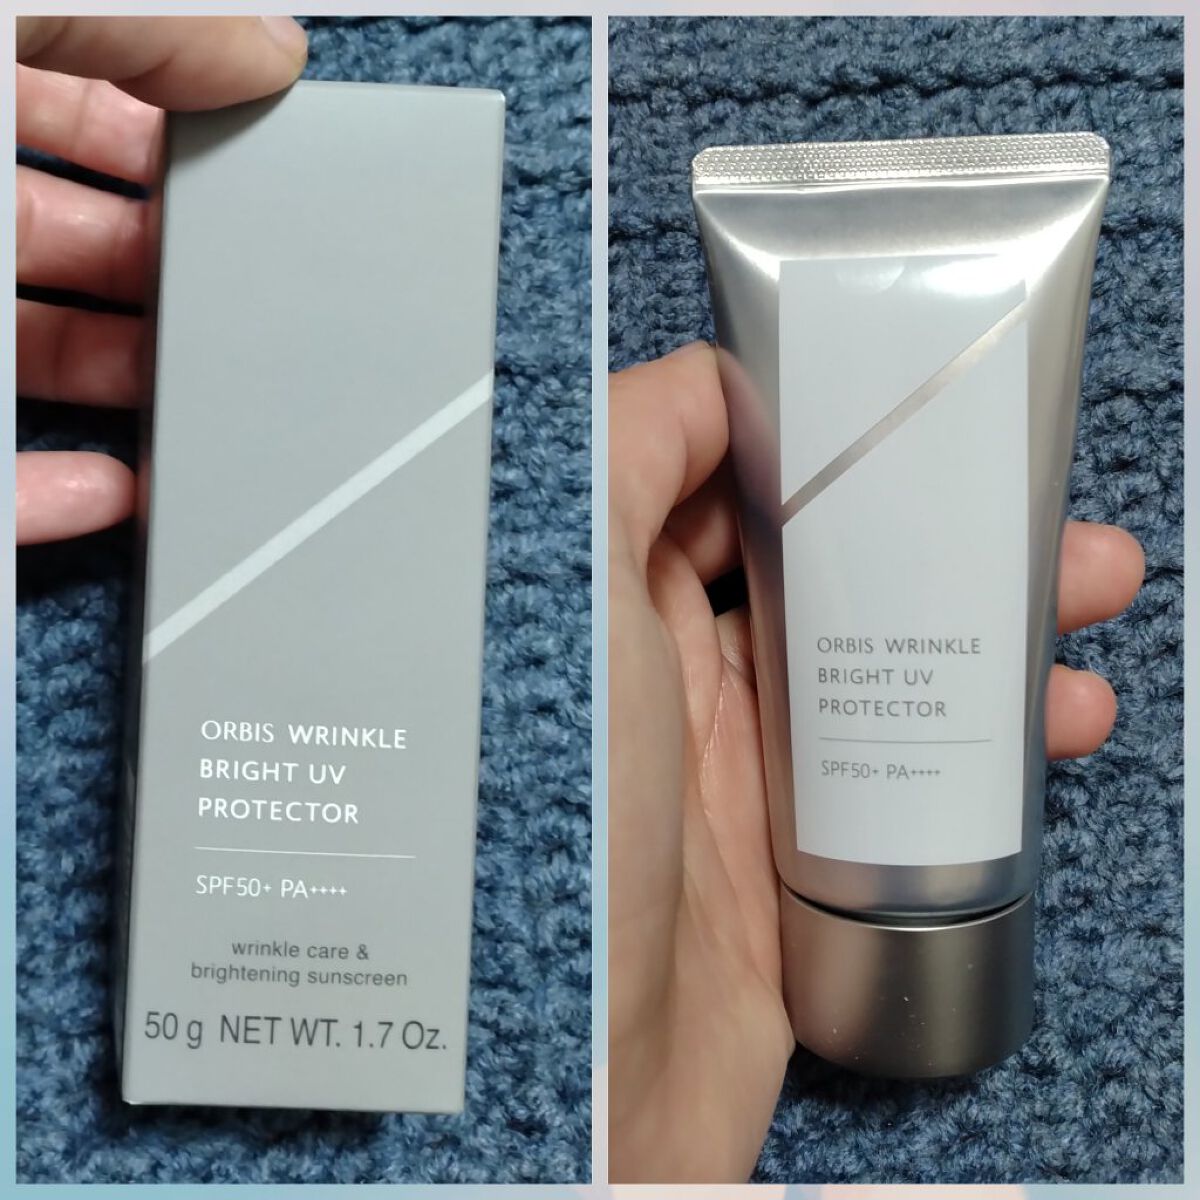 ORBIS WRINKLE
BRIGHT UV
PROTECTOR
SPF50+ PA++++
wrinkle care &
brightening sunscreen
50 g NET WT. 1.7 Oz.
ORBIS WRINKLE
BRIGHT UV
PROTECTOR
SPF50+ PA++++